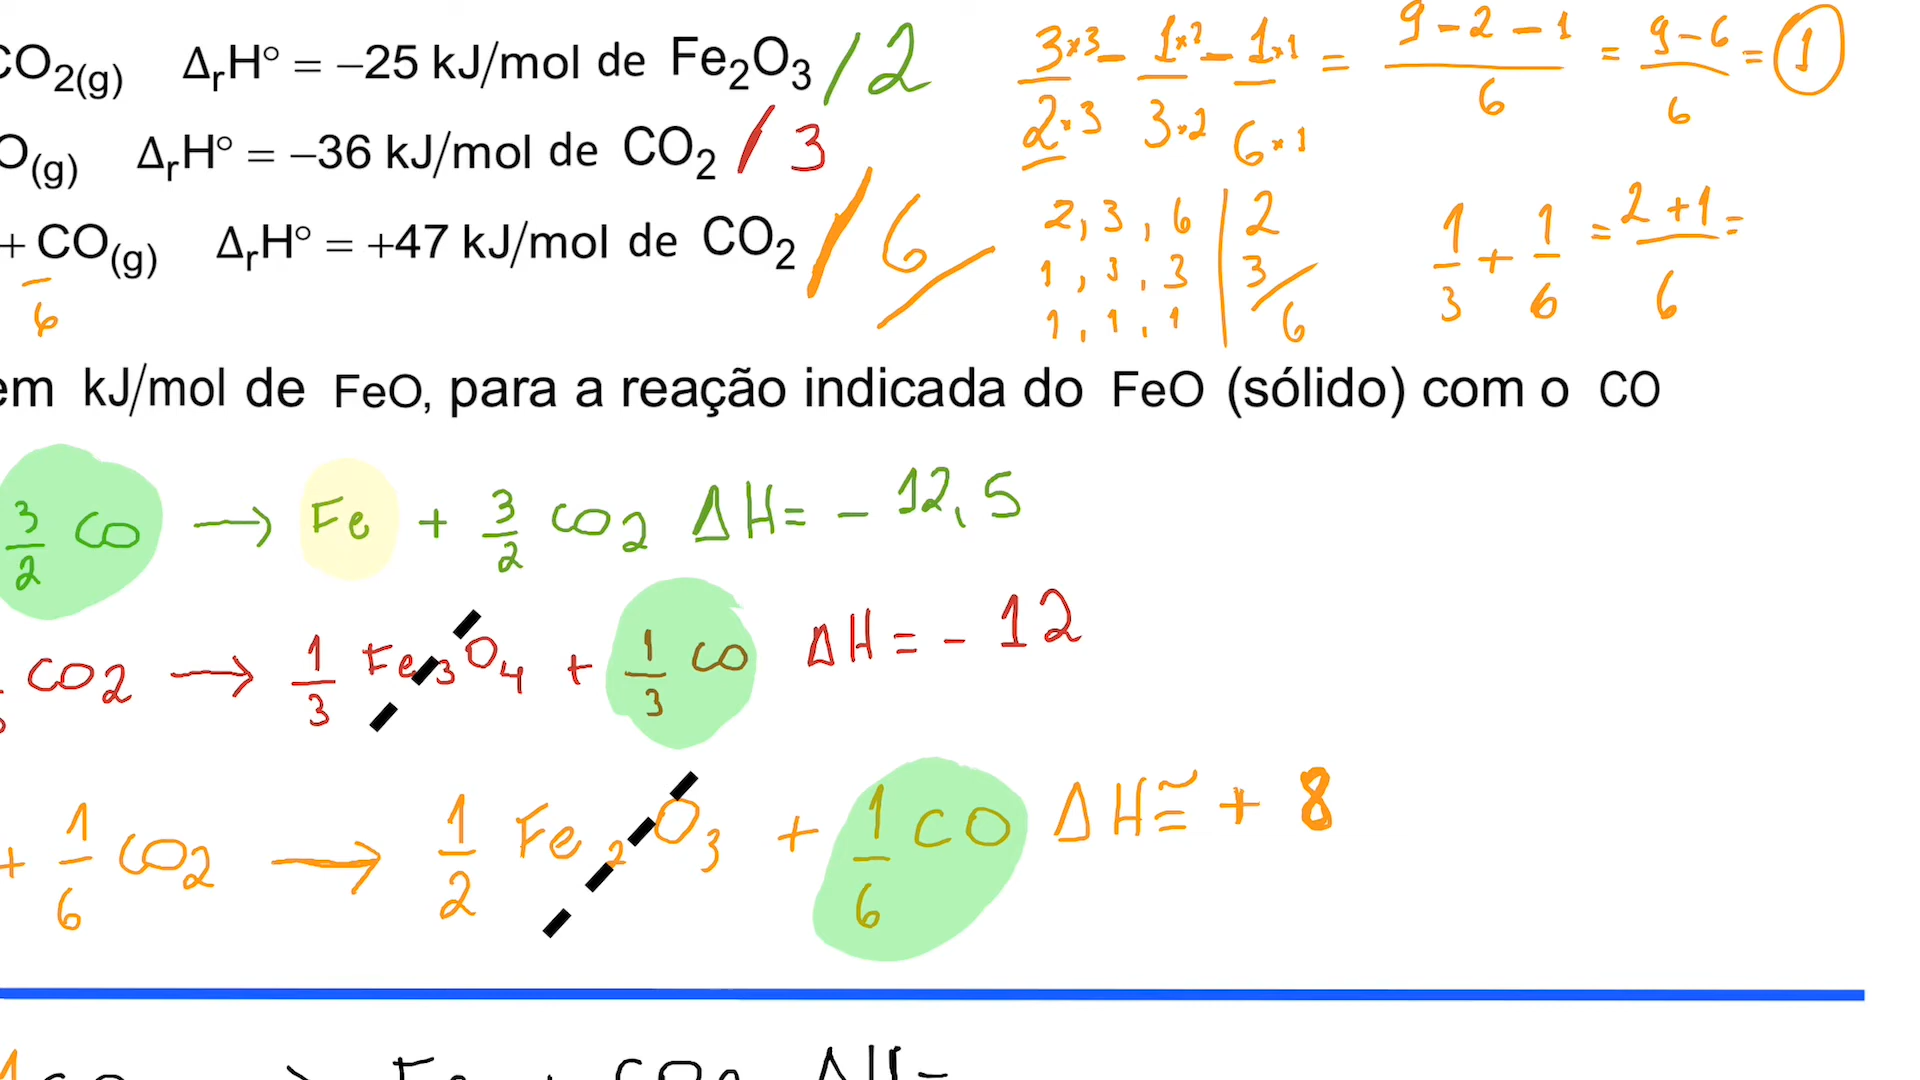 CO2(g) ΔrH° = −25 kJ/mol de Fe2O3 /2
O(g) ΔrH° = −36 kJ/mol de CO2 /3
+ CO(g) ΔrH° = +47 kJ/mol de CO2 /6
6
3×3/2×3 − 1×2/3×2 − 1×1/6×1 = 9 − 2 − 1/6 = 9 − 6/6 = 1
2, 3, 6 | 2
1, 3, 3 | 3
1, 1, 1 | 6
1/3 + 1/6 = 2 + 1/6 =
em kJ/mol de FeO, para a reação indicada do FeO (sólido) com o CO
3/2 CO → Fe + 3/2 CO2 ΔH = − 12,5
CO2 → 1/3 Fe3O4 + 1/3 CO ΔH = − 12
+ 1/6 CO2 → 1/2 Fe2O3 + 1/6 CO ΔH ≅ + 8
CO → Fe + CO2 ΔH =